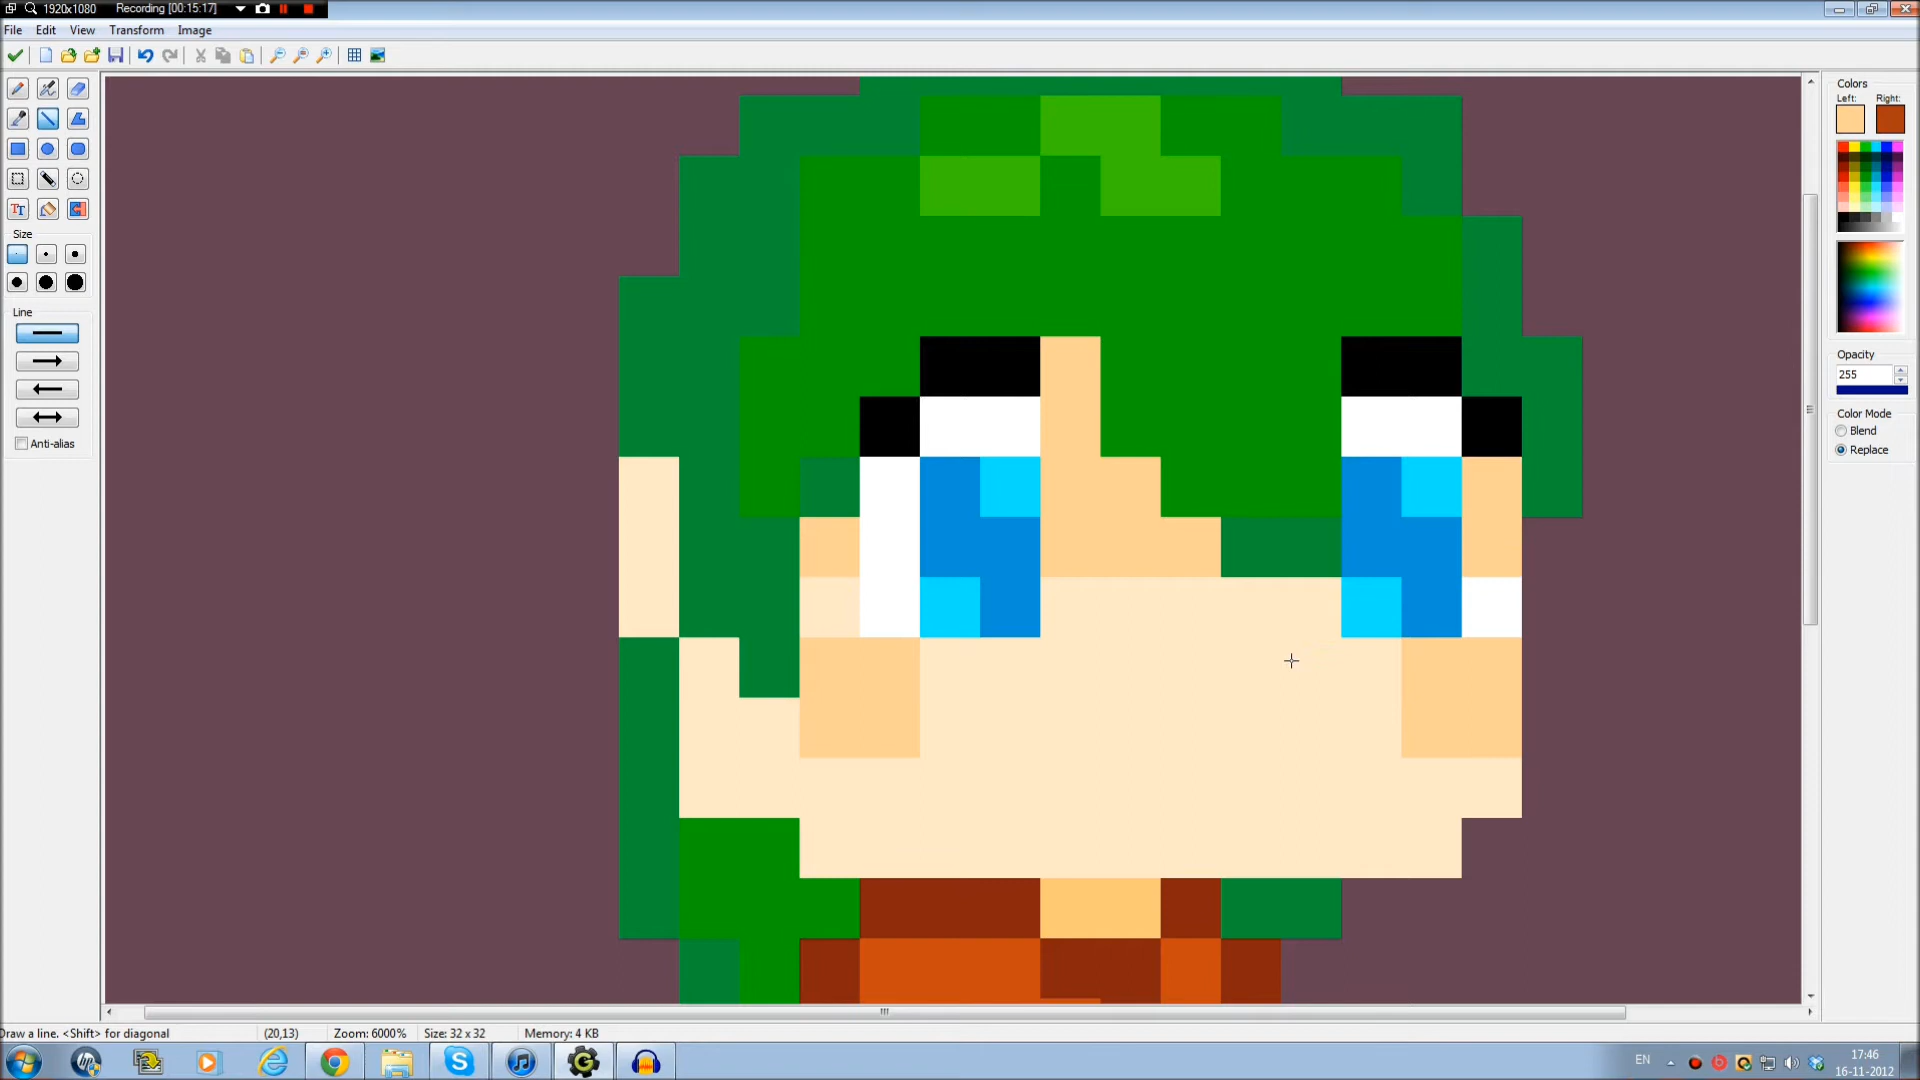 1920x1080 Recording [00:15:17]
File Edit View Transform Image
Colors
Left: Right:
Size
Line
Opacity
255
Color Mode
Blend
Replace
Anti-alias
Draw a line. <Shift> for diagonal (20,13) Zoom: 6000% Size: 32 x 32 Memory: 4 KB
EN 17:46
16-11-2012